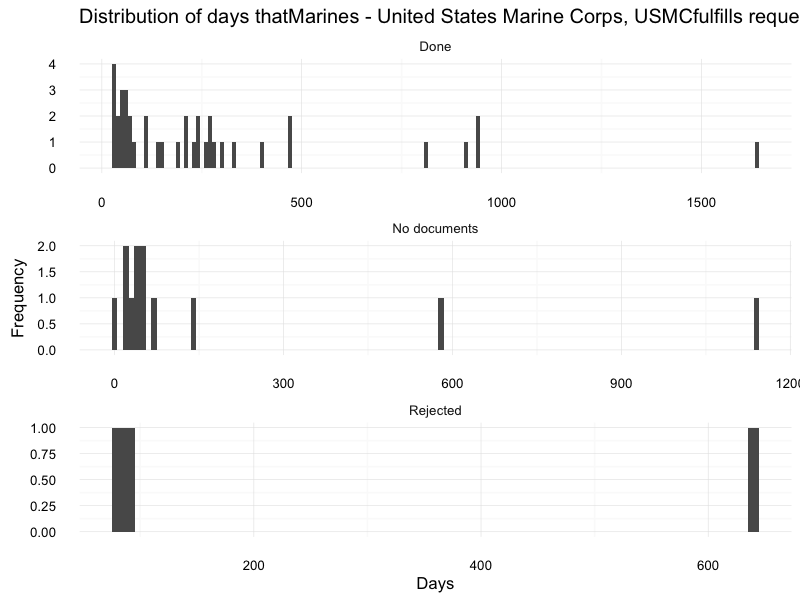 Distribution of days thatMarines - United States Marine Corps, USMCfulfills reque
Done
4
3
2
1
0
0 500 1000 1500
No documents
2.0
1.5
1.0
0.5
0.0
0 300 600 900 1200
Frequency
Rejected
1.00
0.75
0.50
0.25
0.00
200 400 600
Days